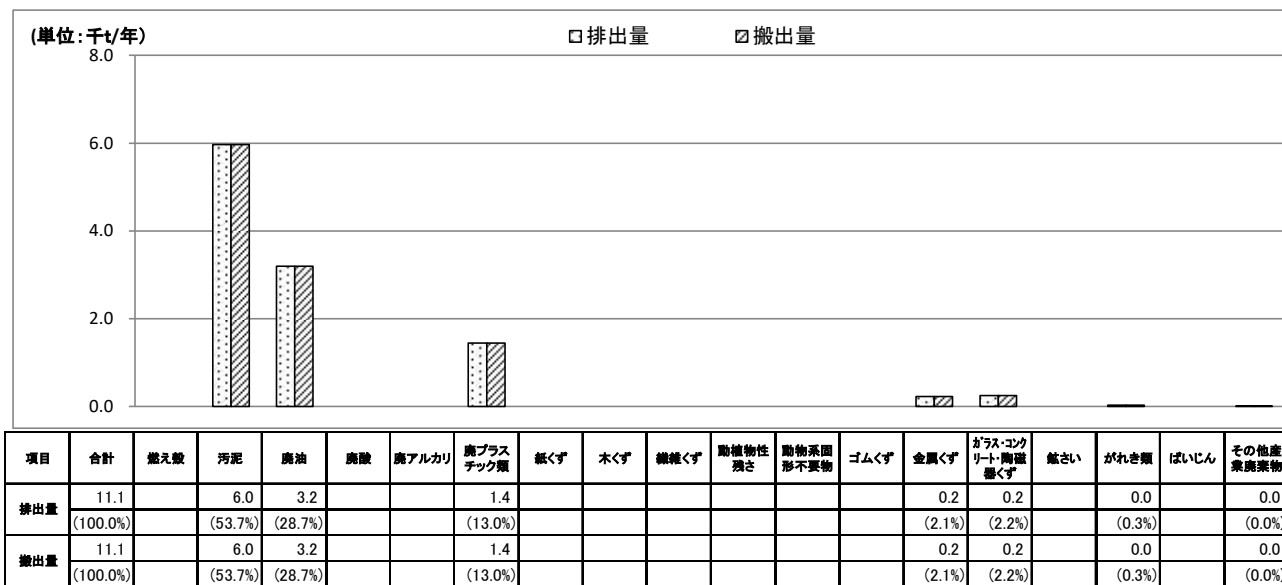 (単位:千t/年)
排出量 搬出量
8.0
6.0
4.0
2.0
0.0
項目 合計 燃え殻 汚泥 廃油 廃酸 廃アルカリ 廃プラスチック類 紙くず 木くず 繊維くず 動植物性残さ 動物系固形不要物 ゴムくず 金属くず ガラス・コンクリート・陶磁器くず 鉱さい がれき類 ばいじん その他産業廃棄物
排出量 11.1 6.0 3.2 1.4 0.2 0.2 0.0 0.0
(100.0%) (53.7%) (28.7%) (13.0%) (2.1%) (2.2%) (0.3%) (0.0%
搬出量 11.1 6.0 3.2 1.4 0.2 0.2 0.0 0.0
(100.0%) (53.7%) (28.7%) (13.0%) (2.1%) (2.2%) (0.3%) (0.0%